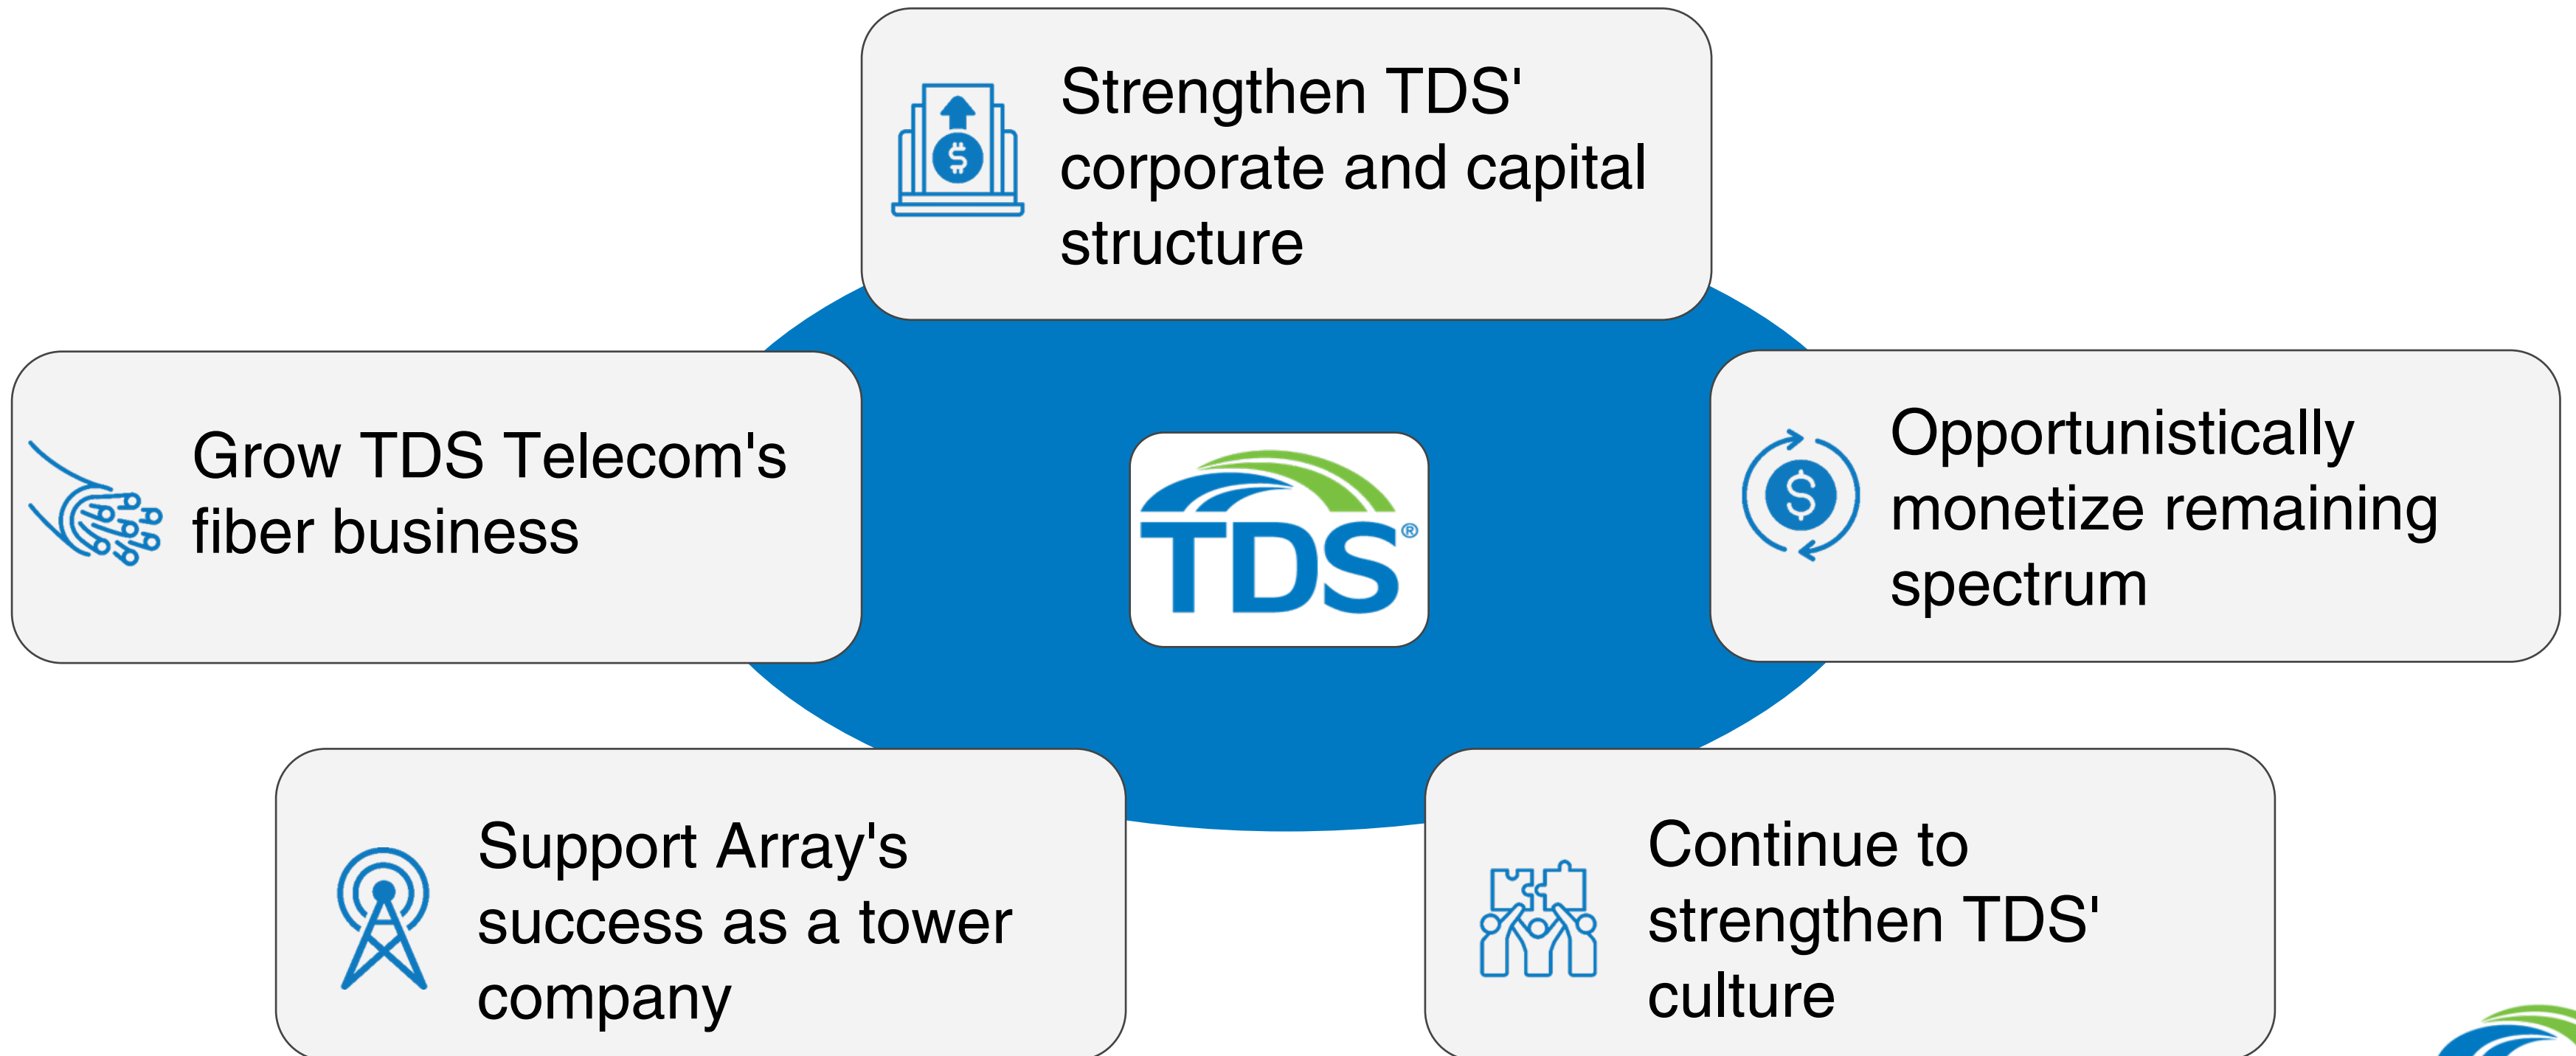 Strengthen TDS'
corporate and capital
structure
Grow TDS Telecom's
fiber business
TDS®
Opportunistically
monetize remaining
spectrum
Support Array's
success as a tower
company
Continue to
strengthen TDS'
culture